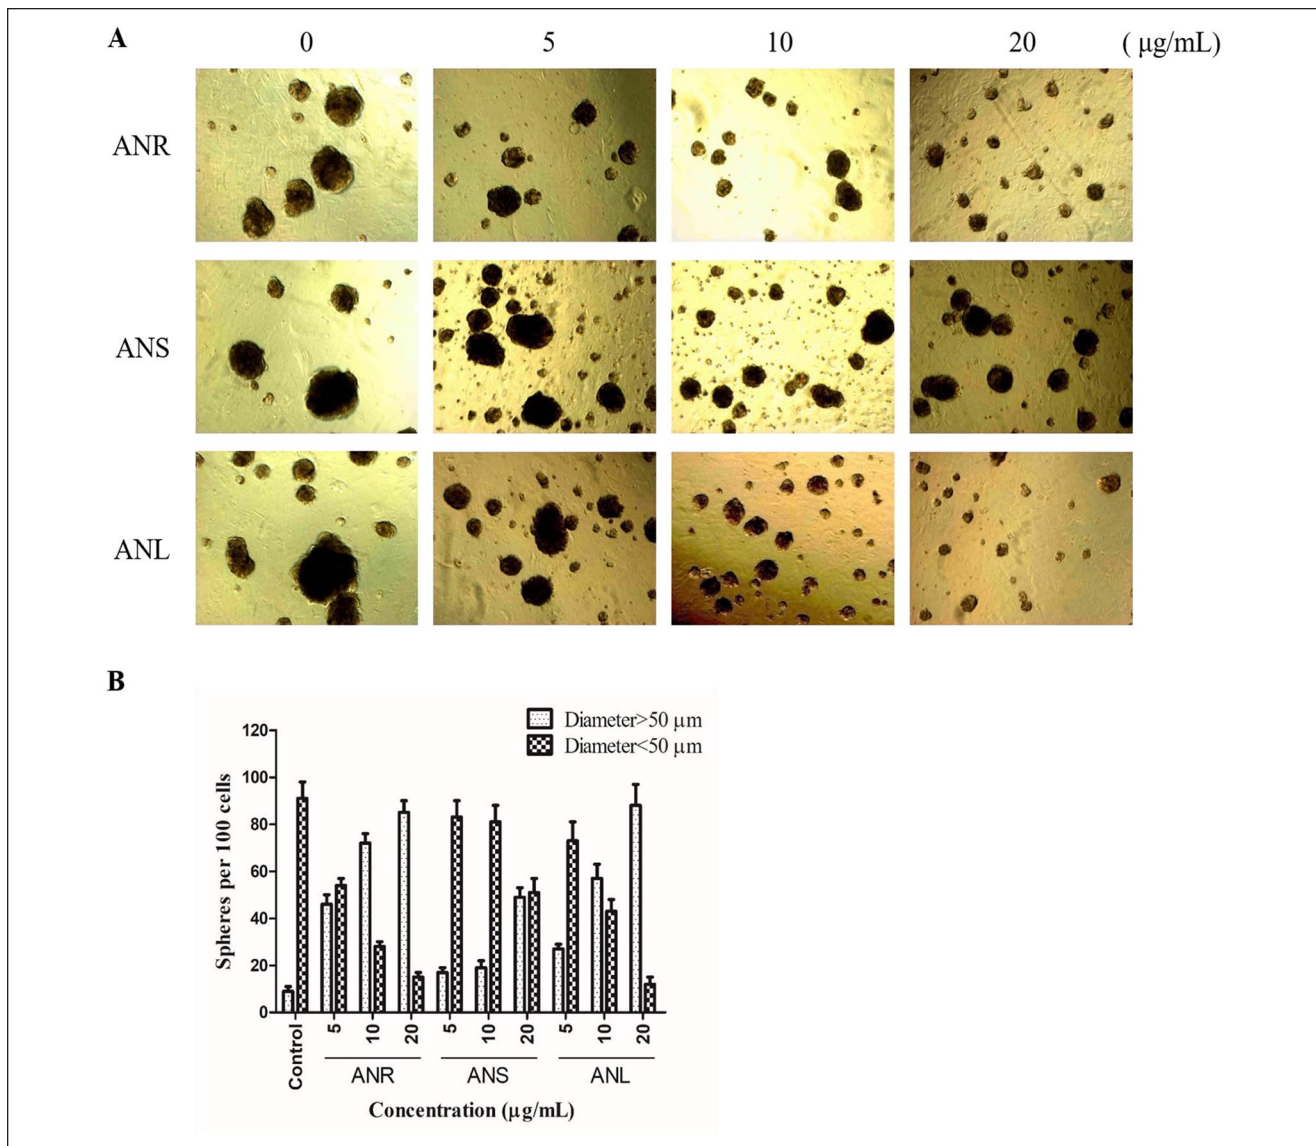 A
0 5 10 20 ( μg/mL)
ANR
ANS
ANL
B
Diameter>50 μm
Diameter<50 μm
Spheres per 100 cells
120
100
80
60
40
20
0
Control 5 10 20 5 10 20 5 10 20
ANR ANS ANL
Concentration (μg/mL)